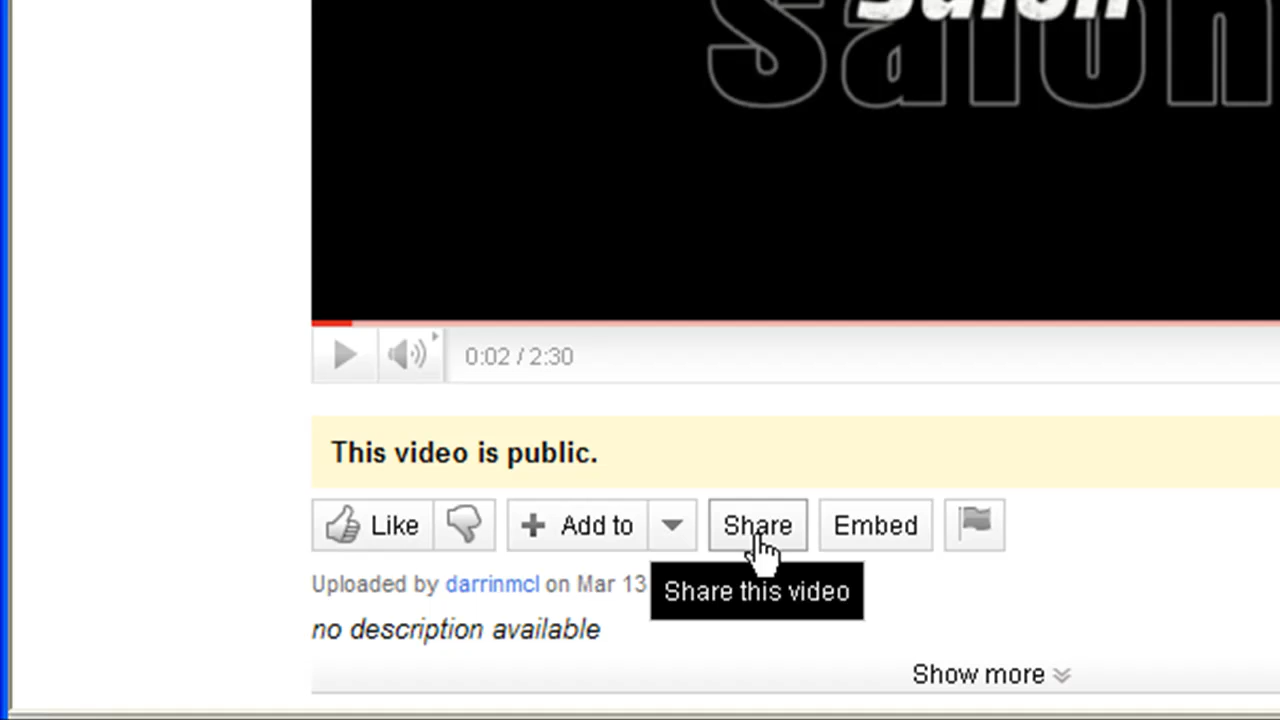 Salon
Salon
0:02 / 2:30
This video is public.
Like Add to Share Embed
Uploaded by darrinmcl on Mar 13
Share this video
no description available
Show more